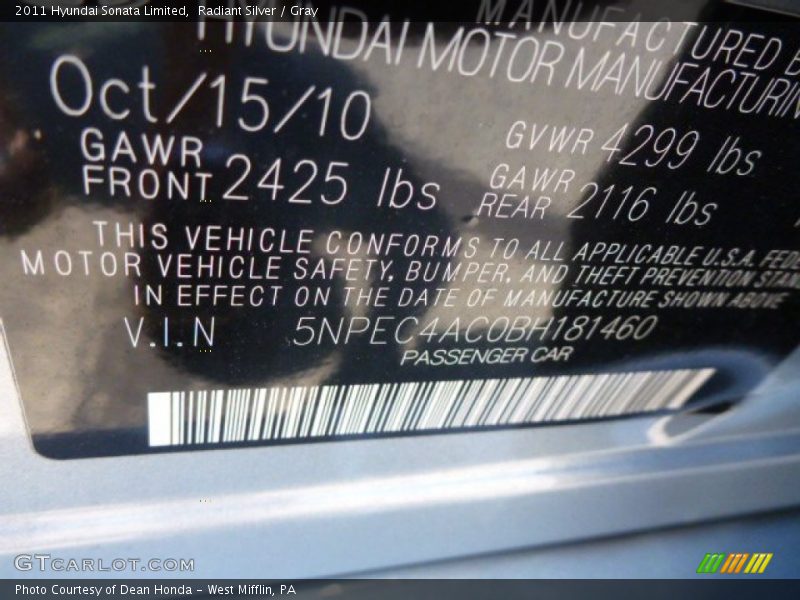 2011 Hyundai Sonata Limited, Radiant Silver / Gray
MANUFACTURED
HYUNDAI MOTOR MANUFACTURIN
Oct/15/10
GVWR 4299 lbs
GAWR FRONT 2425 lbs
GAWR REAR 2116 lbs
THIS VEHICLE CONFORMS TO ALL APPLICABLE U.S.A. FEDE
MOTOR VEHICLE SAFETY, BUMPER, AND THEFT PREVENTION STAN
IN EFFECT ON THE DATE OF MANUFACTURE SHOWN ABOVE
V.I.N 5NPEC4AC0BH181460
PASSENGER CAR
GTCARLOT.COM
Photo Courtesy of Dean Honda - West Mifflin, PA